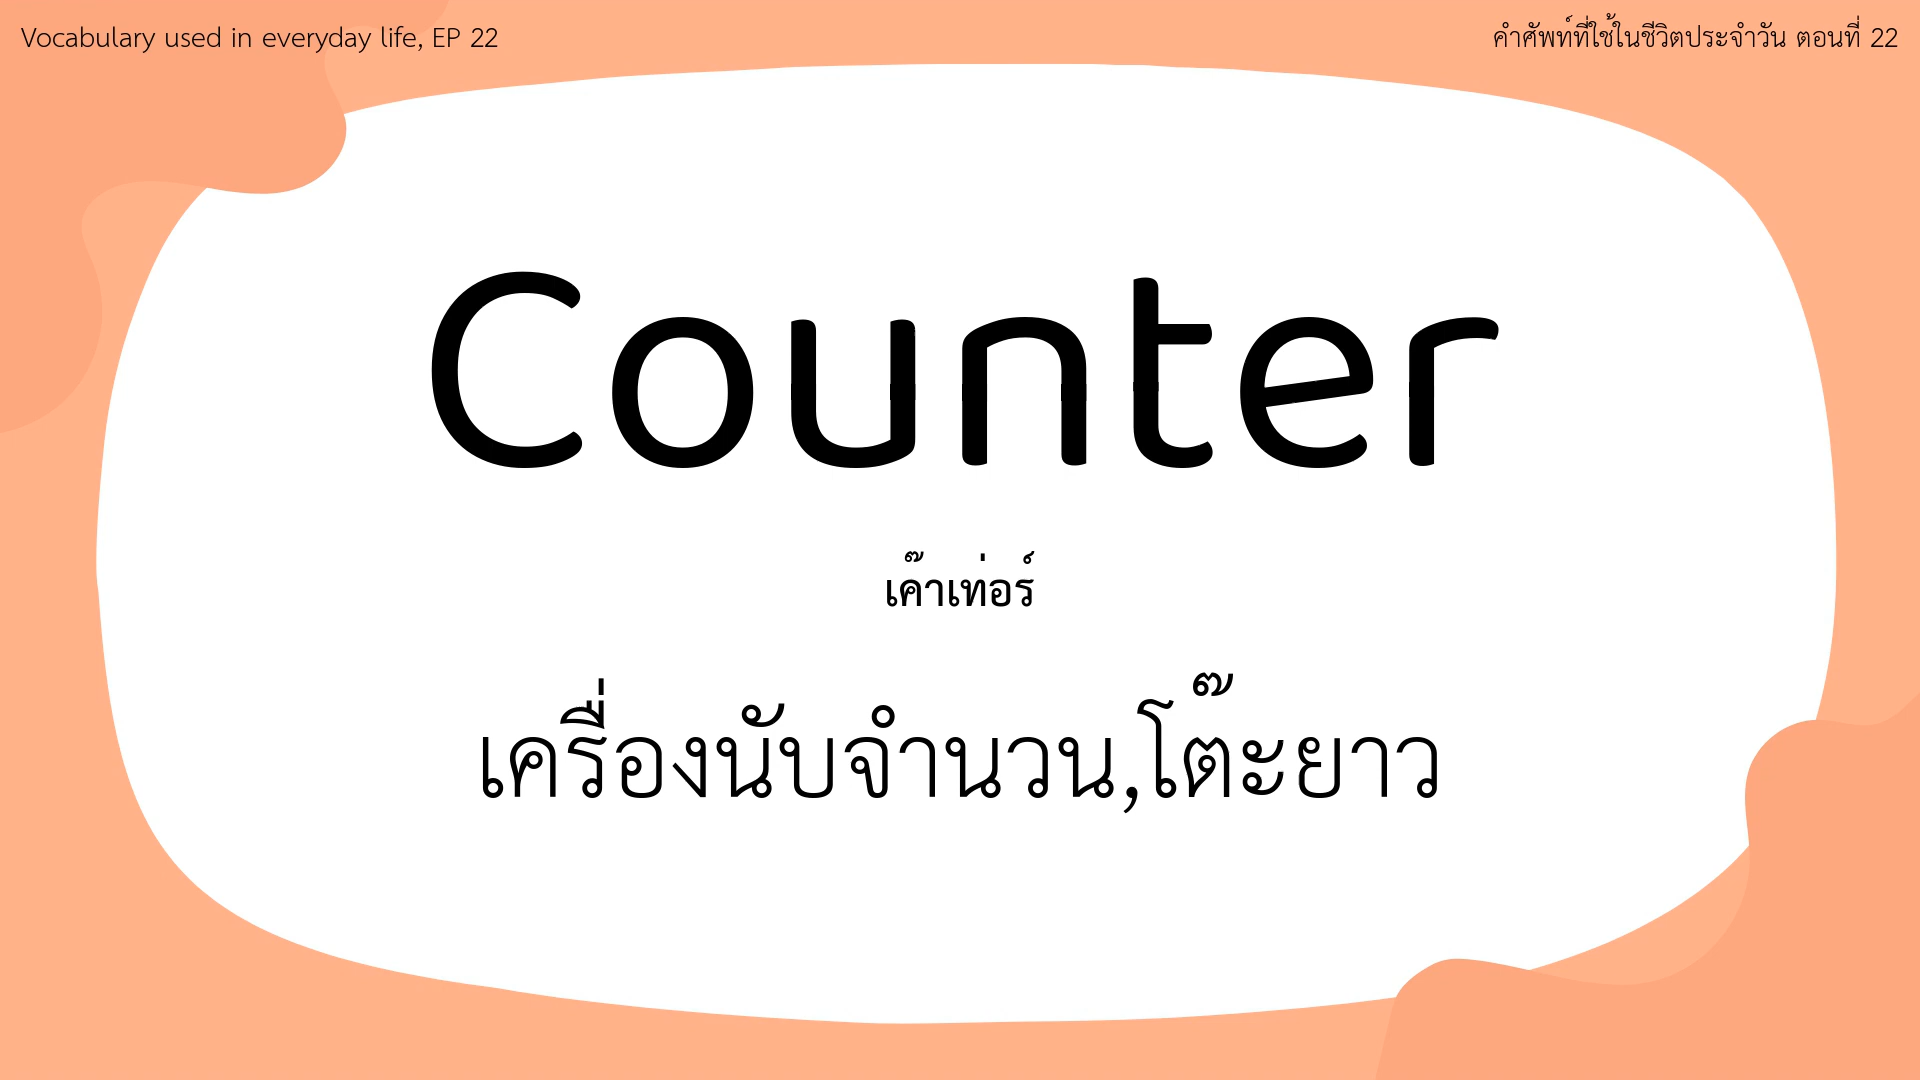 Vocabulary used in everyday life, EP 22
คำศัพท์ที่ใช้ในชีวิตประจำวัน ตอนที่ 22
Counter
เค๊าเท่อร์
เครื่องนับจำนวน,โต๊ะยาว